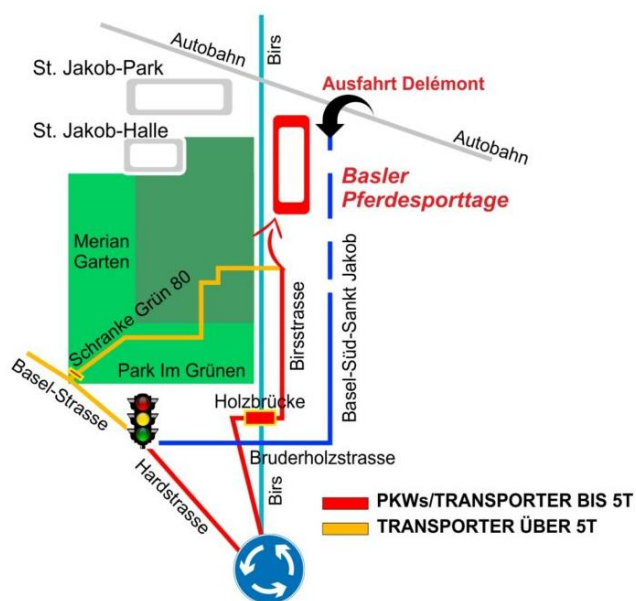 Autobahn
Birs
St. Jakob-Park
Ausfahrt Delémont
St. Jakob-Halle
Autobahn
Basler
Pferdesporttage
Merian
Garten
Schranke Grün 80
Birsstrasse
Basel-Süd-Sankt Jakob
Park Im Grünen
Basel-Strasse
Holzbrücke
Bruderholzstrasse
Hardstrasse
Birs
PKWs/TRANSPORTER BIS 5T
TRANSPORTER ÜBER 5T